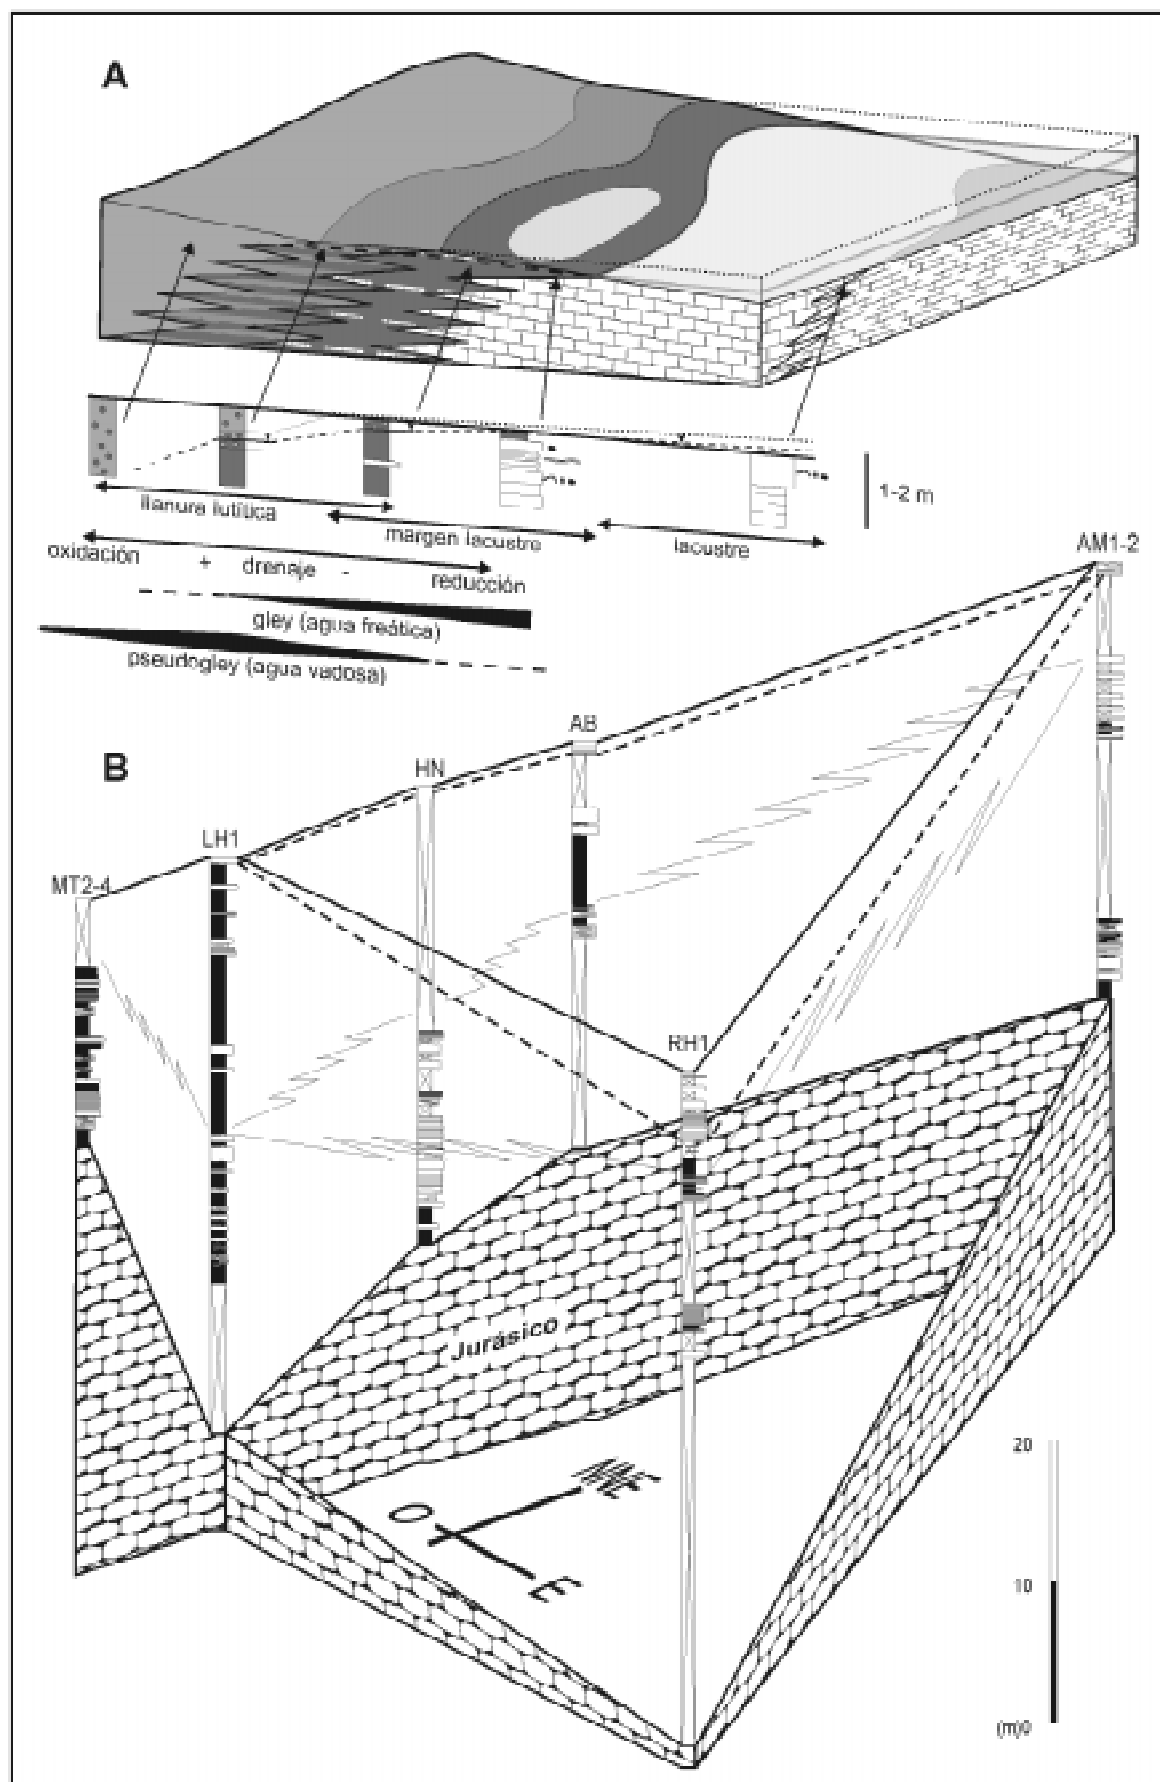 A
1-2 m
llanura lutítica
margen lacustre
lacustre
oxidación
+ drenaje -
reducción
gley (agua freática)
pseudogley (agua vadosa)
AM1-2
B
AB
HN
LH1
MT2-4
RH1
Jurásico
O
E
20
10
(m)0